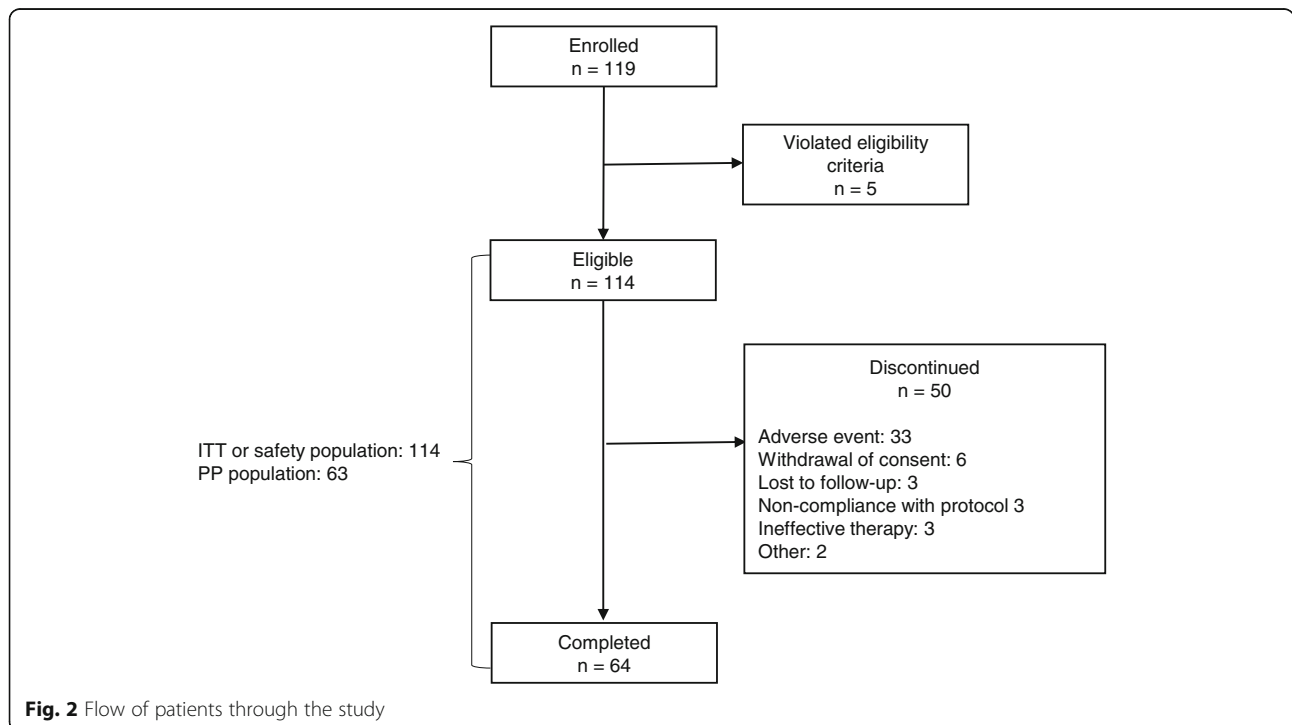 Enrolled
n = 119
Violated eligibility
criteria
n = 5
Eligible
n = 114
Discontinued
n = 50
Adverse event: 33
Withdrawal of consent: 6
Lost to follow-up: 3
Non-compliance with protocol 3
Ineffective therapy: 3
Other: 2
ITT or safety population: 114
PP population: 63
Completed
n = 64
Fig. 2 Flow of patients through the study